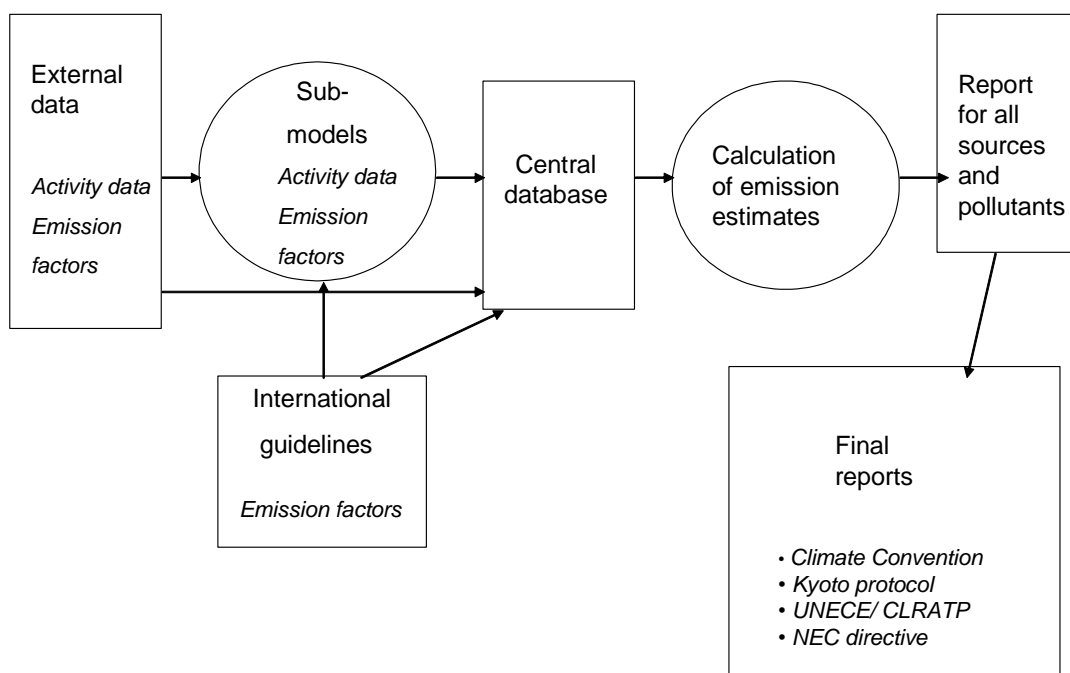 External
data
Activity data
Emission
factors
Sub-
models
Activity data
Emission
factors
Central
database
Calculation
of emission
estimates
Report
for all
sources
and
pollutants
International
guidelines
Emission factors
Final
reports
• Climate Convention
• Kyoto protocol
• UNECE/ CLRATP
• NEC directive